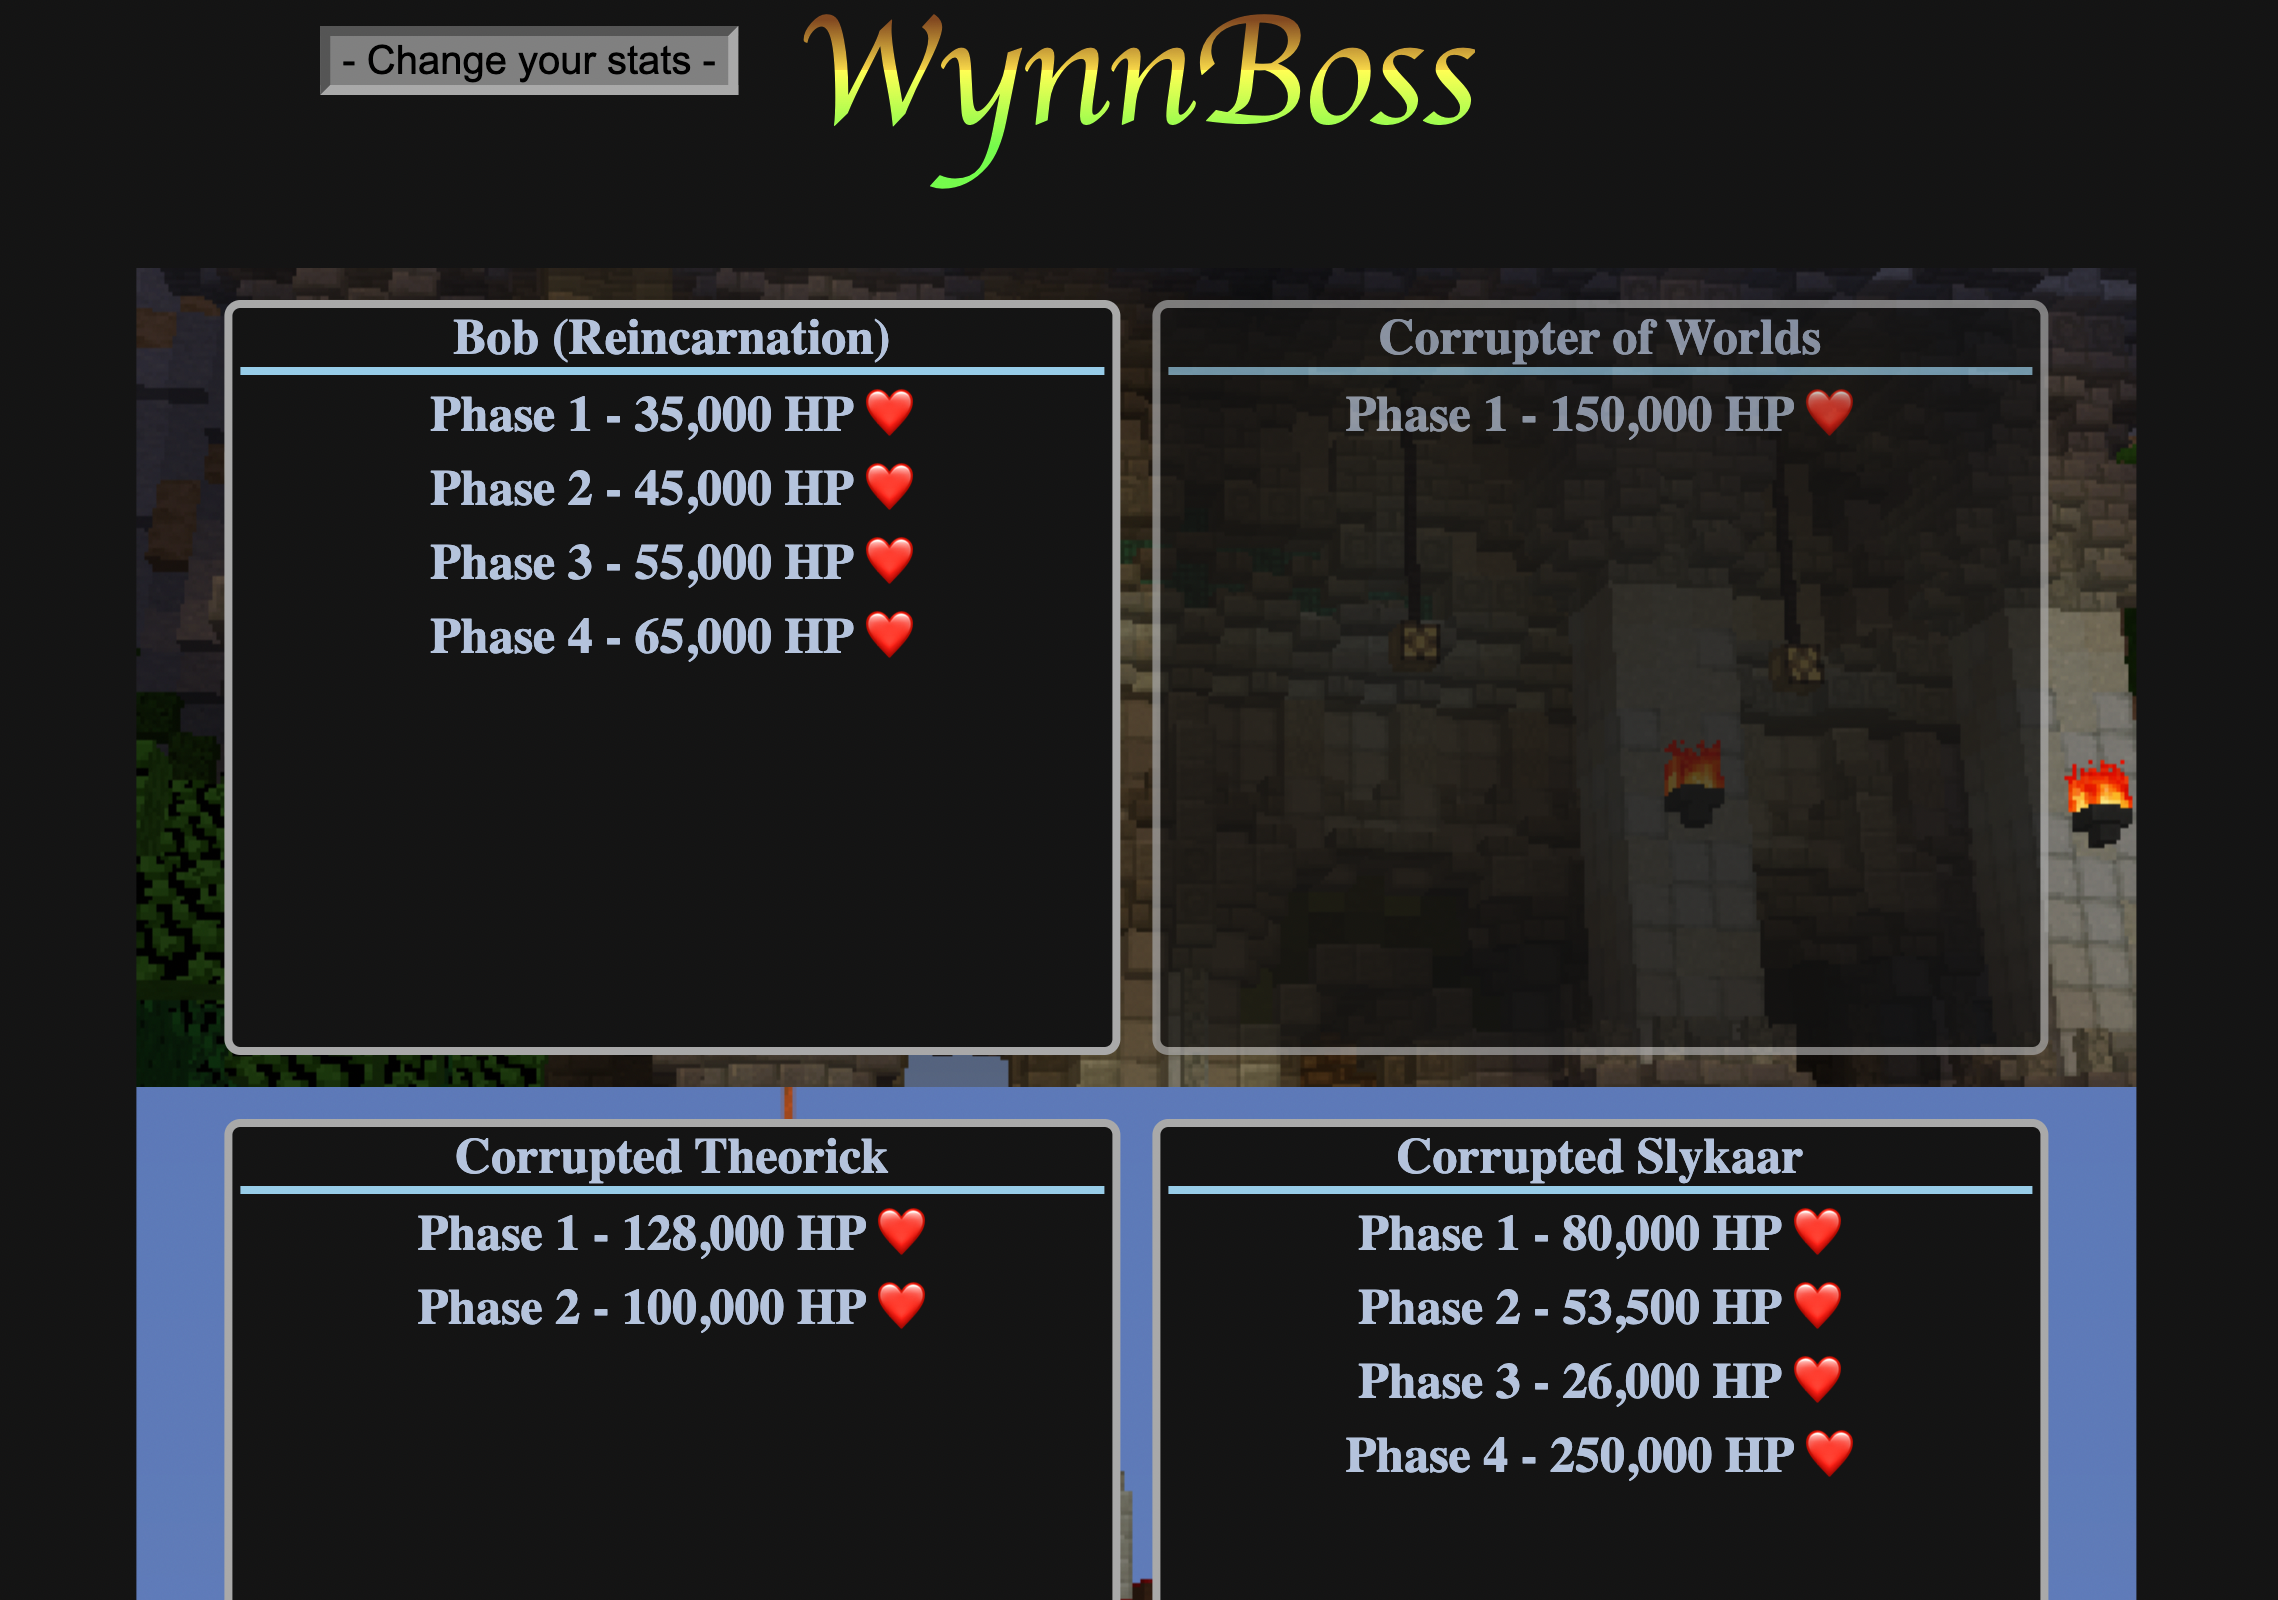 - Change your stats -
WynnBoss
Bob (Reincarnation)
Phase 1 - 35,000 HP ❤️
Phase 2 - 45,000 HP ❤️
Phase 3 - 55,000 HP ❤️
Phase 4 - 65,000 HP ❤️
Corrupter of Worlds
Phase 1 - 150,000 HP ❤️
Corrupted Theorick
Phase 1 - 128,000 HP ❤️
Phase 2 - 100,000 HP ❤️
Corrupted Slykaar
Phase 1 - 80,000 HP ❤️
Phase 2 - 53,500 HP ❤️
Phase 3 - 26,000 HP ❤️
Phase 4 - 250,000 HP ❤️